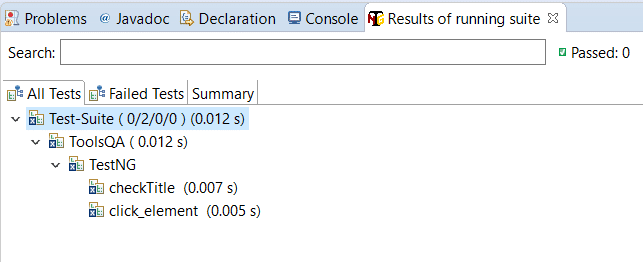 Problems @ Javadoc Declaration Console Results of running suite
Search: Passed: 0
All Tests Failed Tests Summary
Test-Suite ( 0/2/0/0 ) (0.012 s)
ToolsQA ( 0.012 s)
TestNG
checkTitle (0.007 s)
click_element (0.005 s)